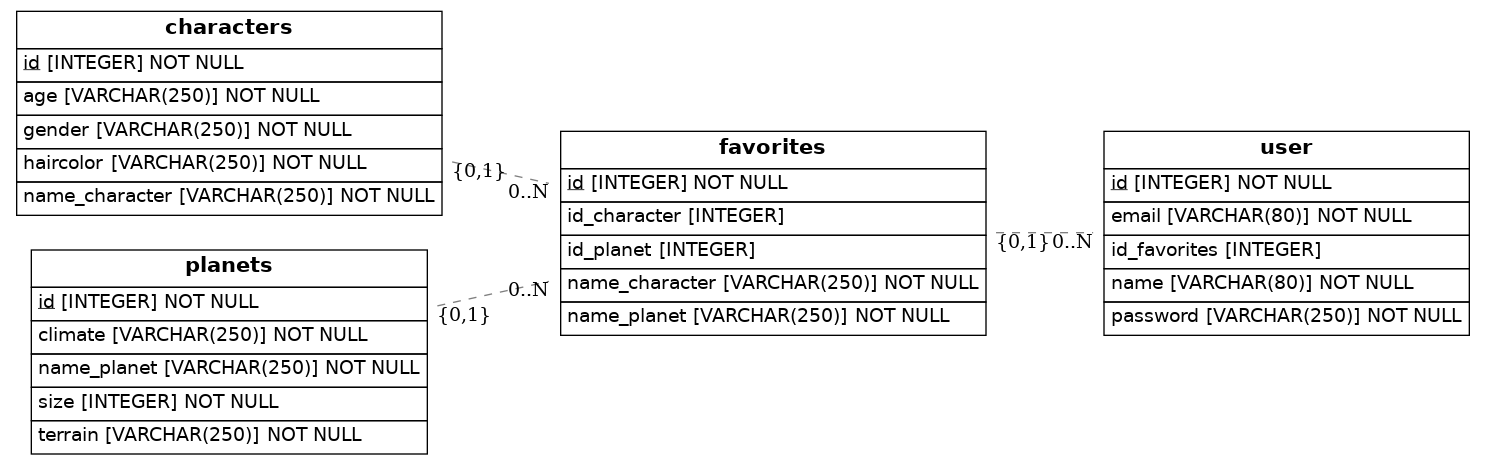 characters
id [INTEGER] NOT NULL
age [VARCHAR(250)] NOT NULL
gender [VARCHAR(250)] NOT NULL
haircolor [VARCHAR(250)] NOT NULL
name_character [VARCHAR(250)] NOT NULL
{0,1}
0..N
planets
id [INTEGER] NOT NULL
climate [VARCHAR(250)] NOT NULL
name_planet [VARCHAR(250)] NOT NULL
size [INTEGER] NOT NULL
terrain [VARCHAR(250)] NOT NULL
{0,1}
0..N
favorites
id [INTEGER] NOT NULL
id_character [INTEGER]
id_planet [INTEGER]
name_character [VARCHAR(250)] NOT NULL
name_planet [VARCHAR(250)] NOT NULL
{0,1}
0..N
user
id [INTEGER] NOT NULL
email [VARCHAR(80)] NOT NULL
id_favorites [INTEGER]
name [VARCHAR(80)] NOT NULL
password [VARCHAR(250)] NOT NULL